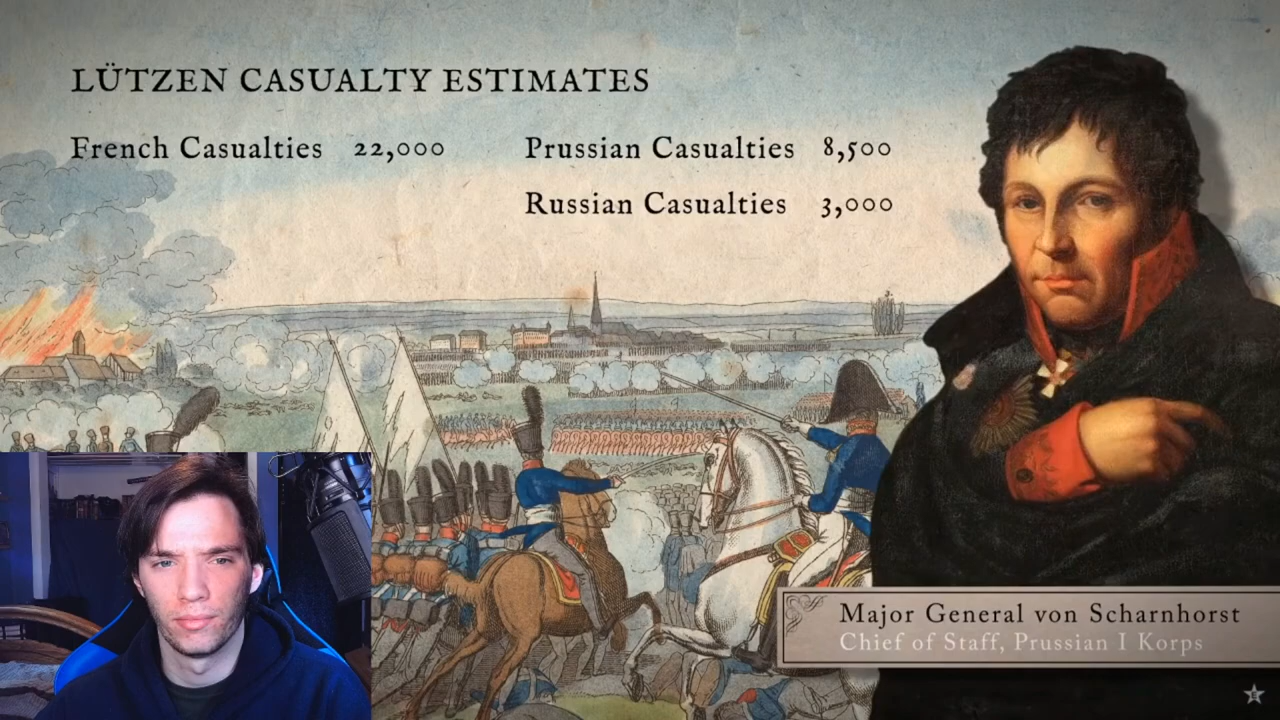 LÜTZEN CASUALTY ESTIMATES
French Casualties 22,000 Prussian Casualties 8,500
Russian Casualties 3,000
Major General von Scharnhorst
Chief of Staff, Prussian I Korps